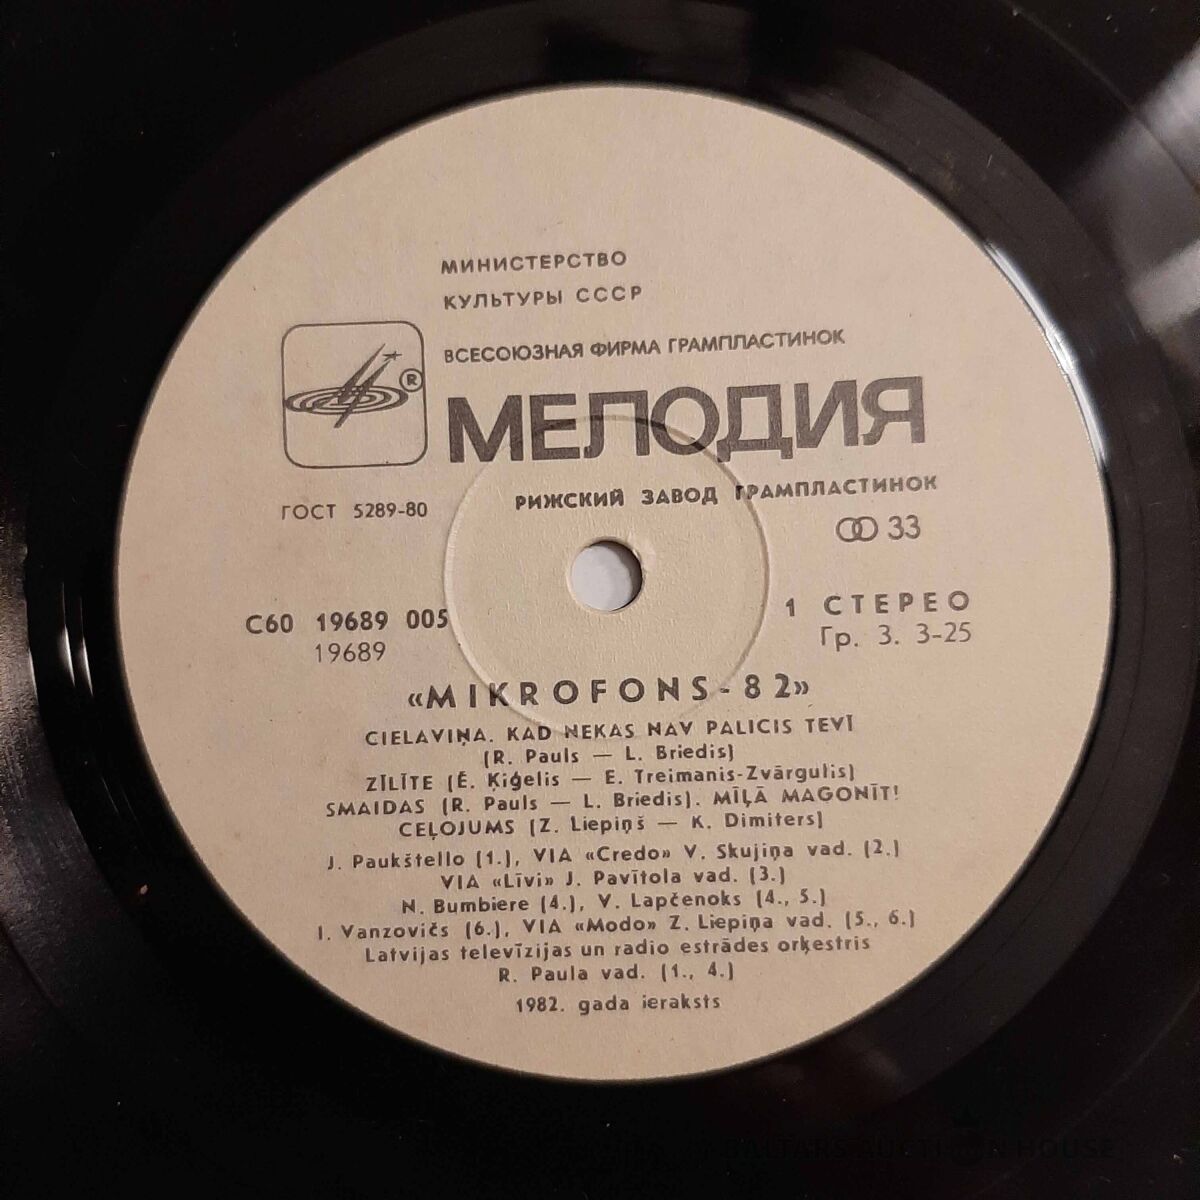 МИНИСТЕРСТВО
КУЛЬТУРЫ СССР
ВСЕСОЮЗНАЯ ФИРМА ГРАМПЛАСТИНОК
®
МЕЛОДИЯ
РИЖСКИЙ ЗАВОД ГРАМПЛАСТИНОК
ГОСТ 5289-80
33
С60 19689 005
1 СТЕРЕО
19689
Гр. 3. 3-25
«MIKROFONS-82»
CIELAVIŅA. KAD NEKAS NAV PALICIS TEVĪ
(R. Pauls — L. Briedis)
ZĪLĪTE (Ē. Ķiģelis — E. Treimanis-Zvārgulis)
SMAIDAS (R. Pauls — L. Briedis). MĪĻĀ MAGONĪT!
CEĻOJUMS (Z. Liepiņš — K. Dimiters)
J. Paukštello (1.), VIA «Credo» V. Skujiņa vad. (2.)
VIA «Līvi» J. Pavītola vad. (3.)
N. Bumbiere (4.), V. Lapčenoks (4., 5.)
I. Vanzovičs (6.), VIA «Modo» Z. Liepiņa vad. (5., 6.)
Latvijas televīzijas un radio estrādes orķestris
R. Paula vad. (1., 4.)
1982. gada ieraksts
BALTARS AUCTION HOUSE